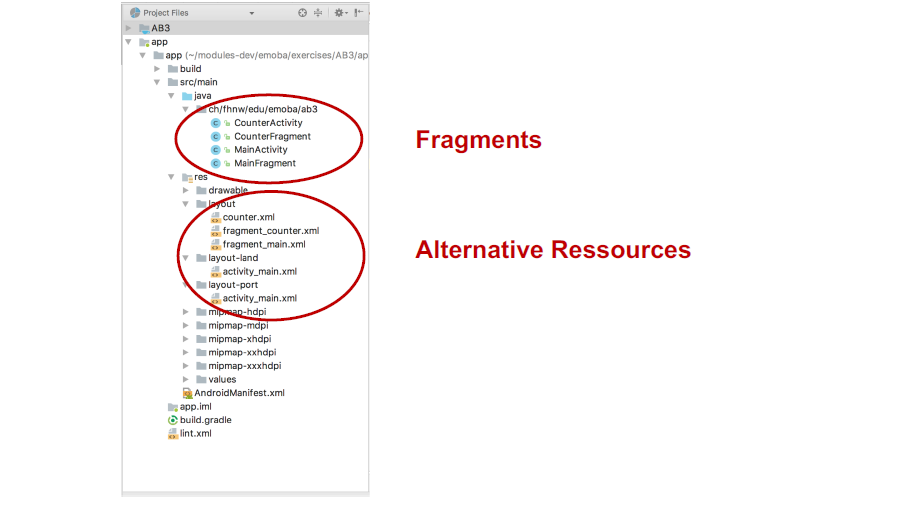 Project Files
AB3
app
app (~/modules-dev/emoba/exercises/AB3/ap
build
src/main
java
ch/fhnw/edu/emoba/ab3
CounterActivity
CounterFragment
MainActivity
MainFragment
Fragments
res
drawable
layout
counter.xml
fragment_counter.xml
fragment_main.xml
Alternative Ressources
layout-land
activity_main.xml
layout-port
activity_main.xml
mipmap-hdpi
mipmap-mdpi
mipmap-xhdpi
mipmap-xxhdpi
mipmap-xxxhdpi
values
AndroidManifest.xml
app.iml
build.gradle
lint.xml